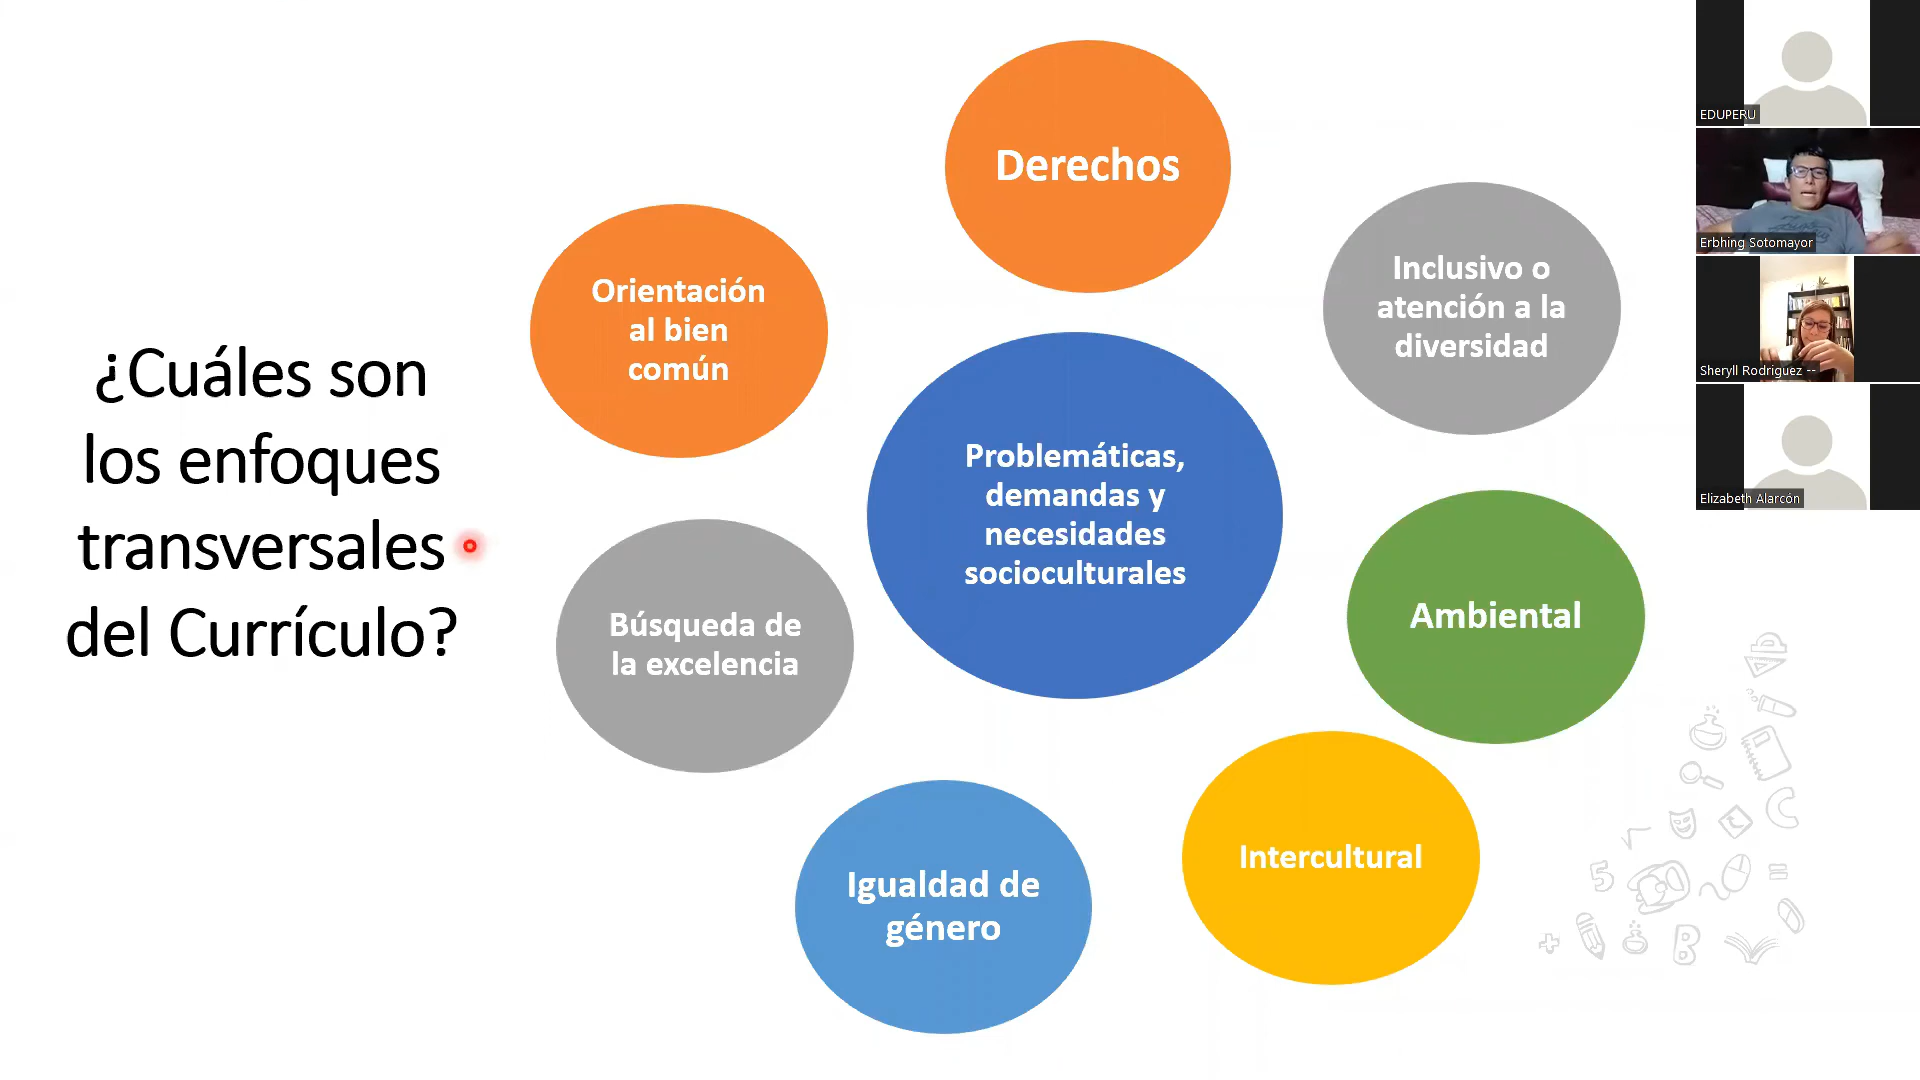 ¿Cuáles son
los enfoques
transversales
del Currículo?
Derechos
Orientación
al bien
común
Inclusivo o
atención a la
diversidad
Problemáticas,
demandas y
necesidades
socioculturales
Búsqueda de
la excelencia
Ambiental
Igualdad de
género
Intercultural
EDUPERU
Erbhing Sotomayor
Sheryll Rodriguez --
Elizabeth Alarcón
5
B